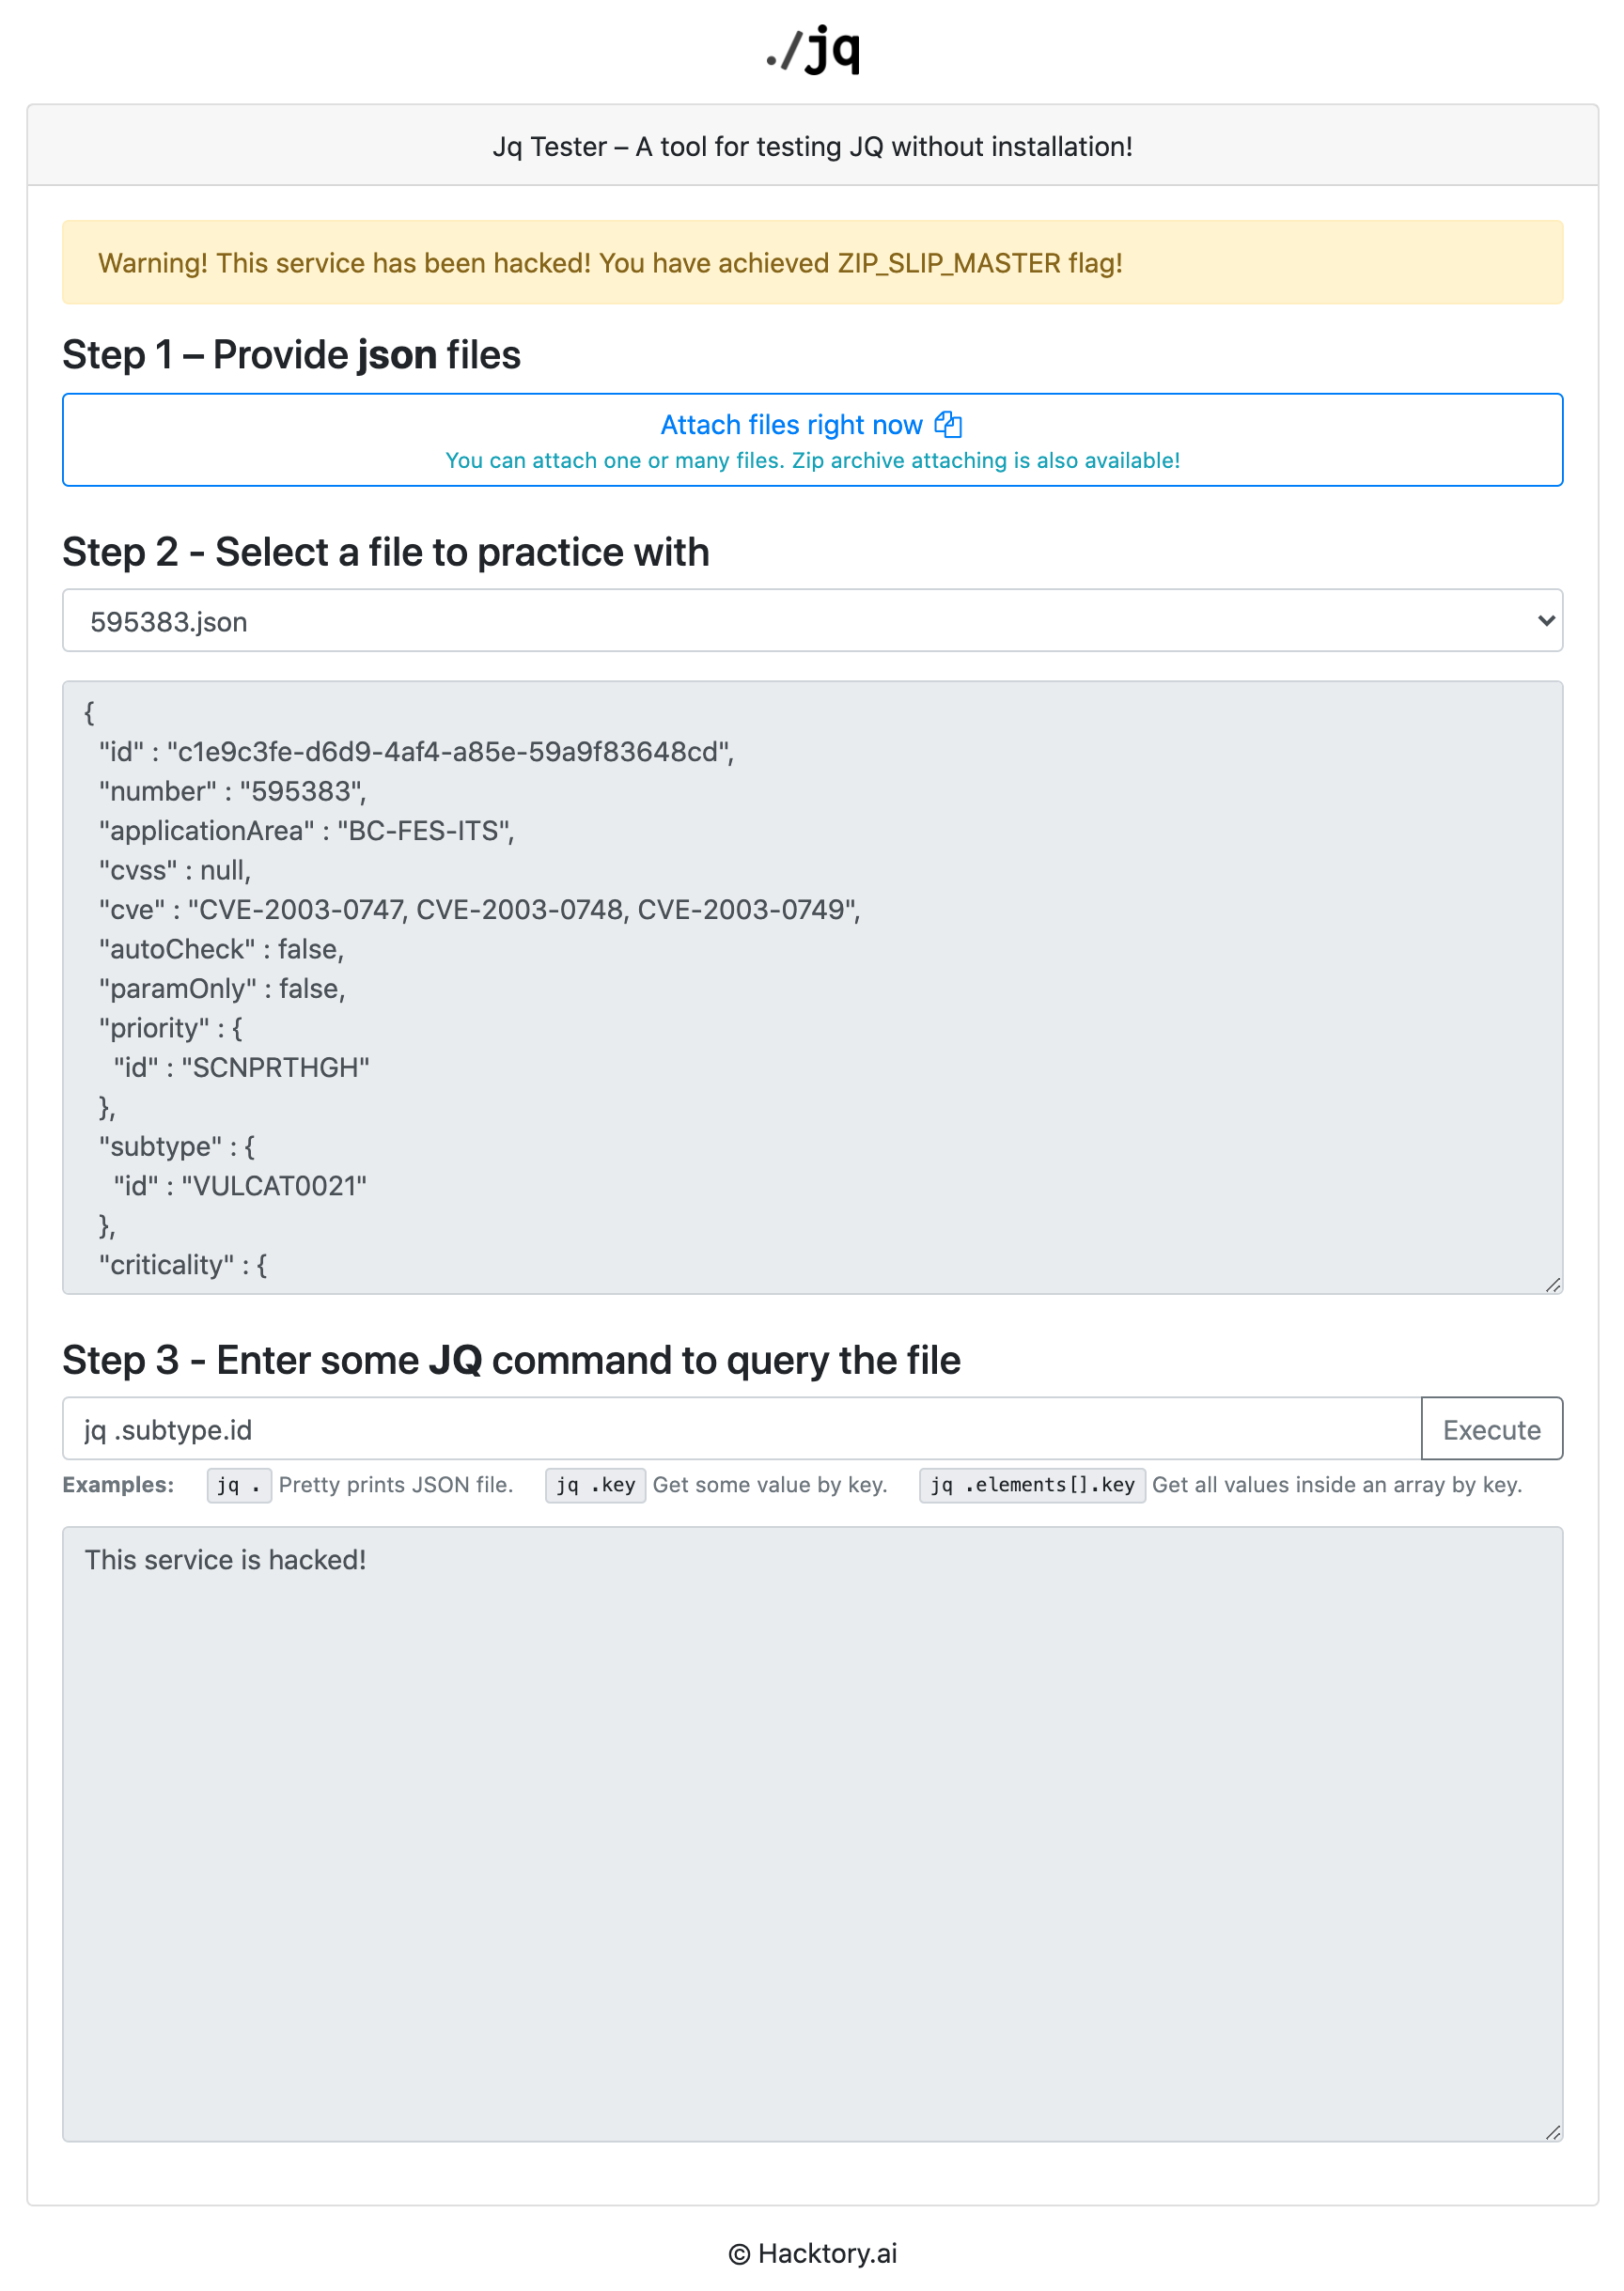 ./jq
Jq Tester – A tool for testing JQ without installation!
Warning! This service has been hacked! You have achieved ZIP_SLIP_MASTER flag!
Step 1 – Provide json files
Attach files right now
You can attach one or many files. Zip archive attaching is also available!
Step 2 - Select a file to practice with
595383.json
{
"id" : "c1e9c3fe-d6d9-4af4-a85e-59a9f83648cd",
"number" : "595383",
"applicationArea" : "BC-FES-ITS",
"cvss" : null,
"cve" : "CVE-2003-0747, CVE-2003-0748, CVE-2003-0749",
"autoCheck" : false,
"paramOnly" : false,
"priority" : {
"id" : "SCNPRTHGH"
},
"subtype" : {
"id" : "VULCAT0021"
},
"criticality" : {
Step 3 - Enter some JQ command to query the file
jq .subtype.id Execute
Examples: jq . Pretty prints JSON file. jq .key Get some value by key. jq .elements[].key Get all values inside an array by key.
This service is hacked!
© Hacktory.ai